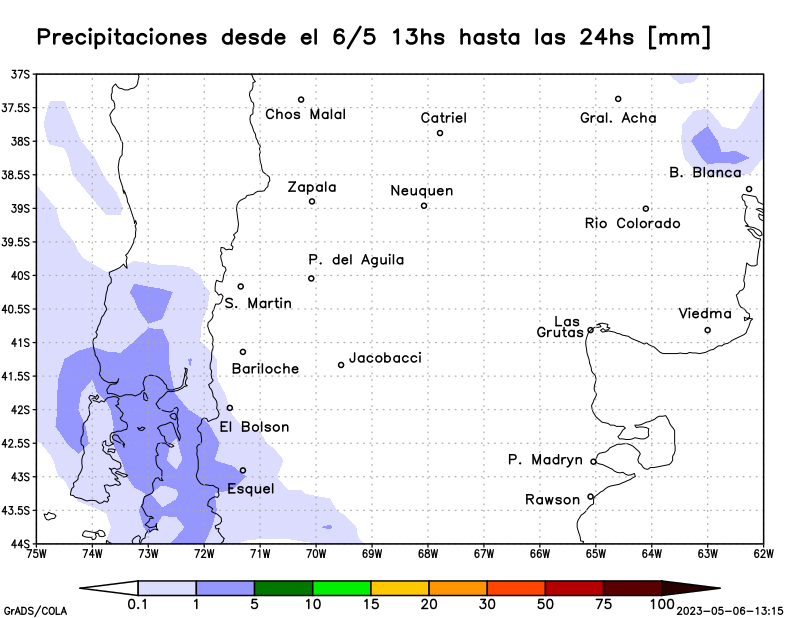 Precipitaciones desde el 6/5 13hs hasta las 24hs [mm]
37S
37.5S
38S
38.5S
39S
39.5S
40S
40.5S
41S
41.5S
42S
42.5S
43S
43.5S
44S
Chos Malal
Catriel
Gral. Acha
B. Blanca
Zapala
Neuquen
Rio Colorado
P. del Aguila
S. Martin
Viedma
Las
Grutas
Bariloche
Jacobacci
El Bolson
P. Madryn
Esquel
Rawson
75W 74W 73W 72W 71W 70W 69W 68W 67W 66W 65W 64W 63W 62W
0.1 1 5 10 15 20 30 50 75 100
GrADS/COLA
2023-05-06-13:15